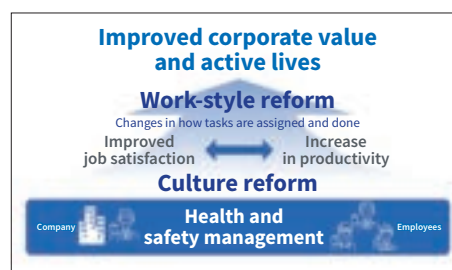 Improved corporate value
and active lives
Work-style reform
Changes in how tasks are assigned and done
Improved
job satisfaction
Increase
in productivity
Culture reform
Company
Health and
safety management
Employees